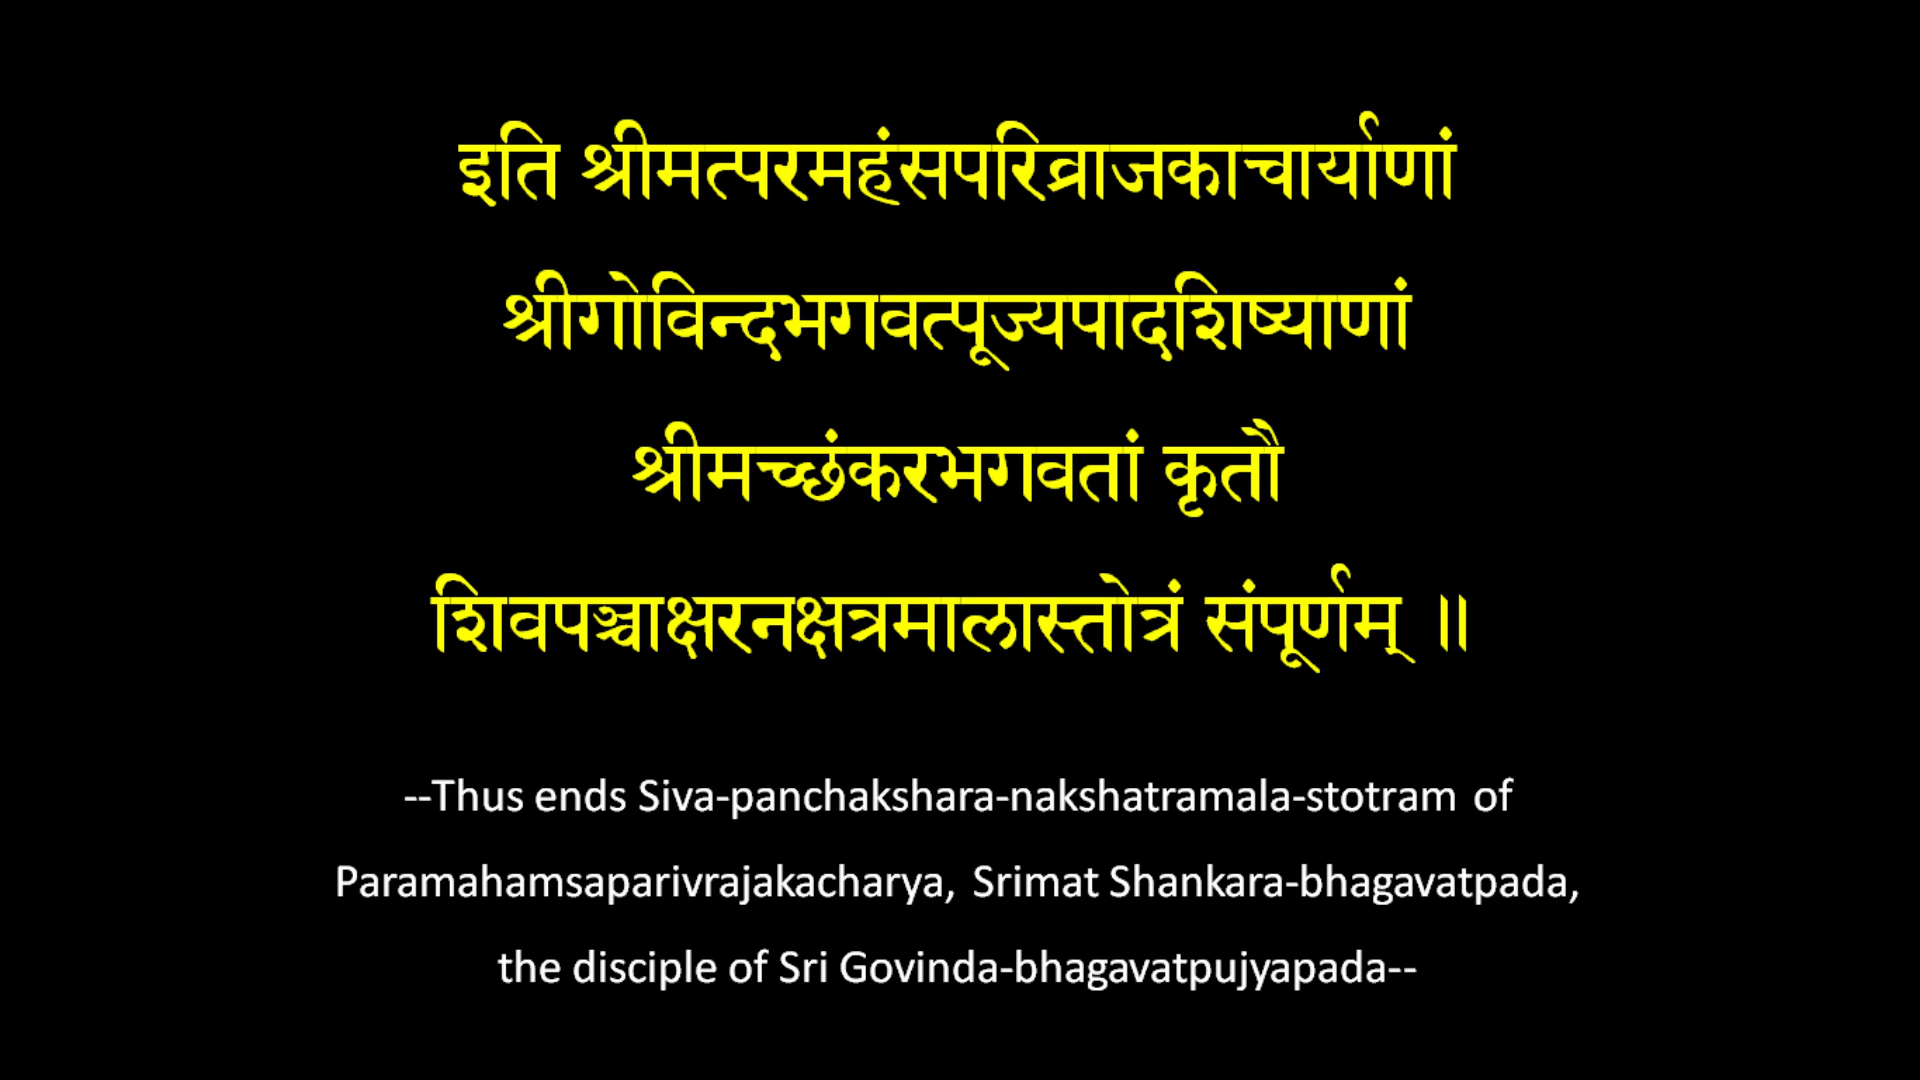 इति श्रीमत्परमहंसपरिव्राजकाचार्याणां
श्रीगोविन्दभगवत्पूज्यपादशिष्याणां
श्रीमच्छंकरभगवतां कृतौ
शिवपञ्चाक्षरनक्षत्रमालास्तोत्रं संपूर्णम् ॥
--Thus ends Siva-panchakshara-nakshatramala-stotram of
Paramahamsaparivrajakacharya, Srimat Shankara-bhagavatpada,
the disciple of Sri Govinda-bhagavatpujyapada--